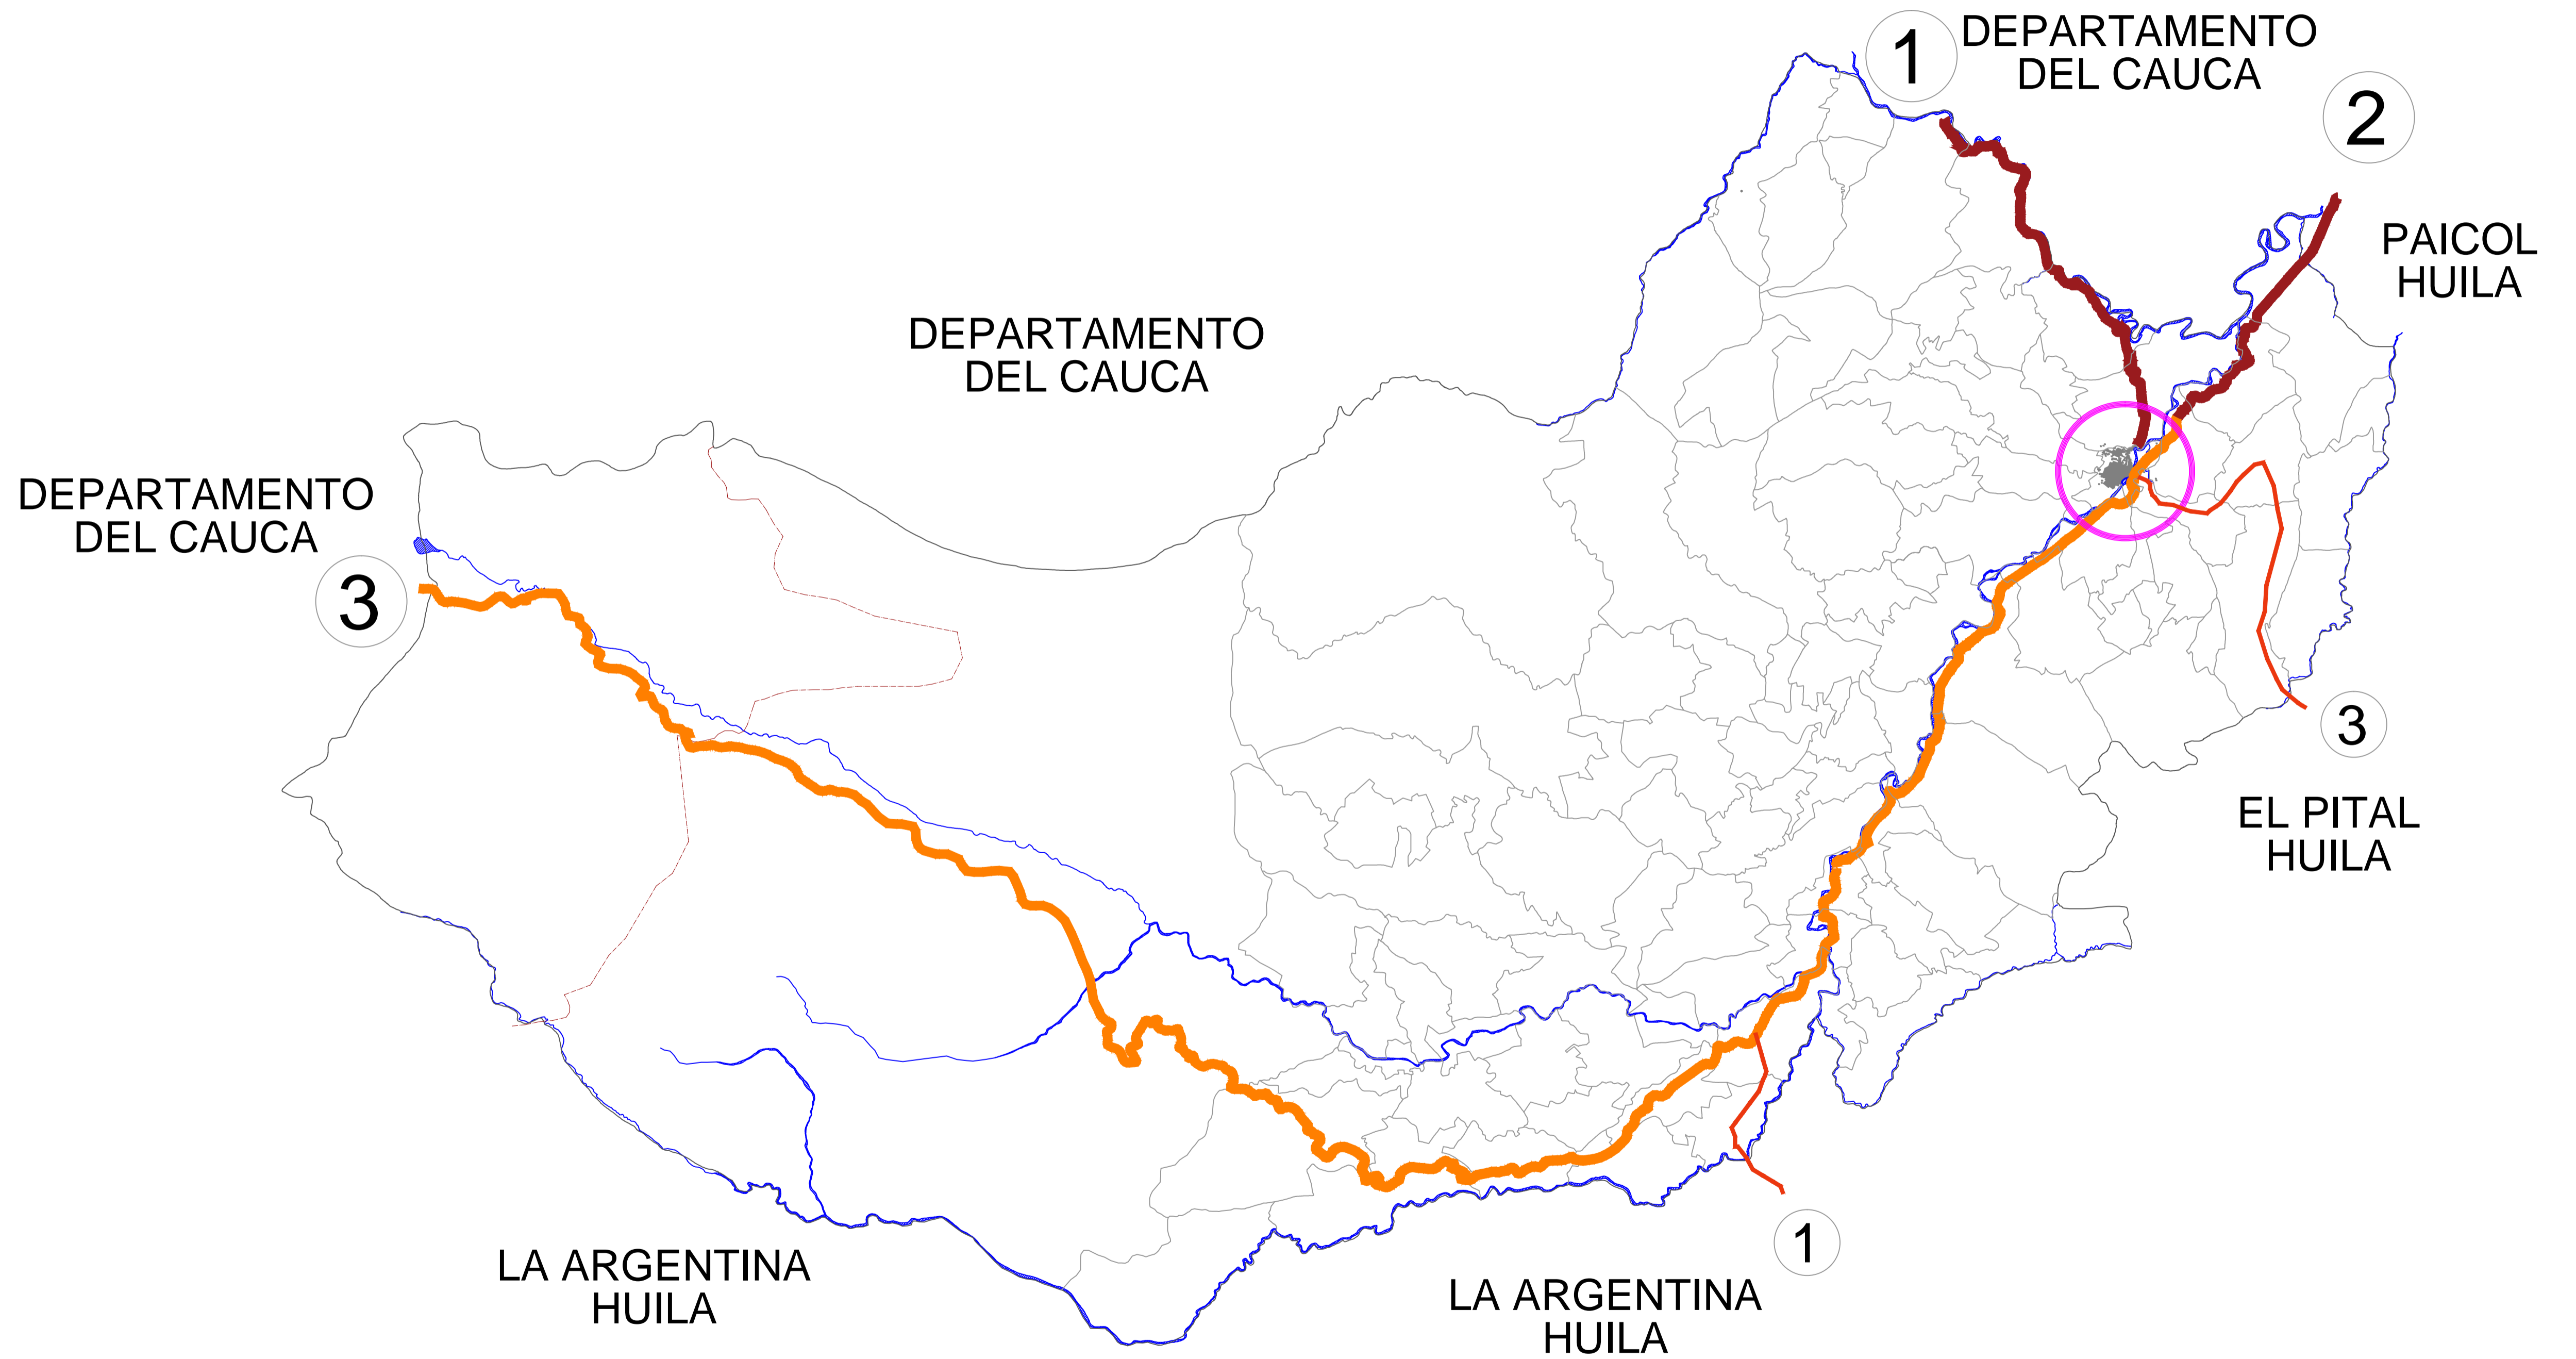 1
DEPARTAMENTO
DEL CAUCA
2
PAICOL
HUILA
DEPARTAMENTO
DEL CAUCA
DEPARTAMENTO
DEL CAUCA
3
3
EL PITAL
HUILA
1
LA ARGENTINA
HUILA
LA ARGENTINA
HUILA